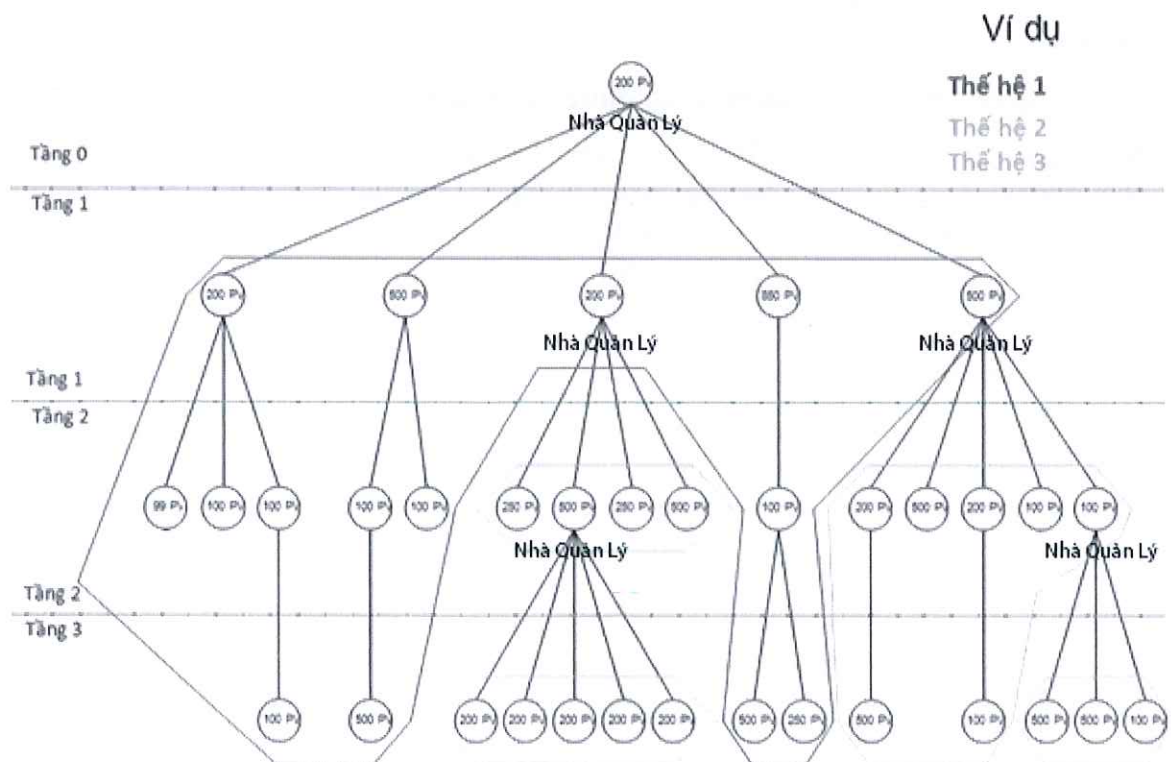 Ví dụ
200 PV
Thế hệ 1
Nhà Quản Lý
Thế hệ 2
Tầng 0
Thế hệ 3
Tầng 1
200 PV 500 PV 200 PV 550 PV 500 PV
Nhà Quản Lý Nhà Quản Lý
Tầng 1
Tầng 2
99 PV 100 PV 100 PV 100 PV 100 PV 250 PV 500 PV 250 PV 500 PV 100 PV 200 PV 500 PV 200 PV 100 PV 100 PV
Nhà Quản Lý Nhà Quản Lý
Tầng 2
Tầng 3
100 PV 500 PV 200 PV 200 PV 200 PV 200 PV 200 PV 500 PV 250 PV 500 PV 100 PV 500 PV 500 PV 100 PV